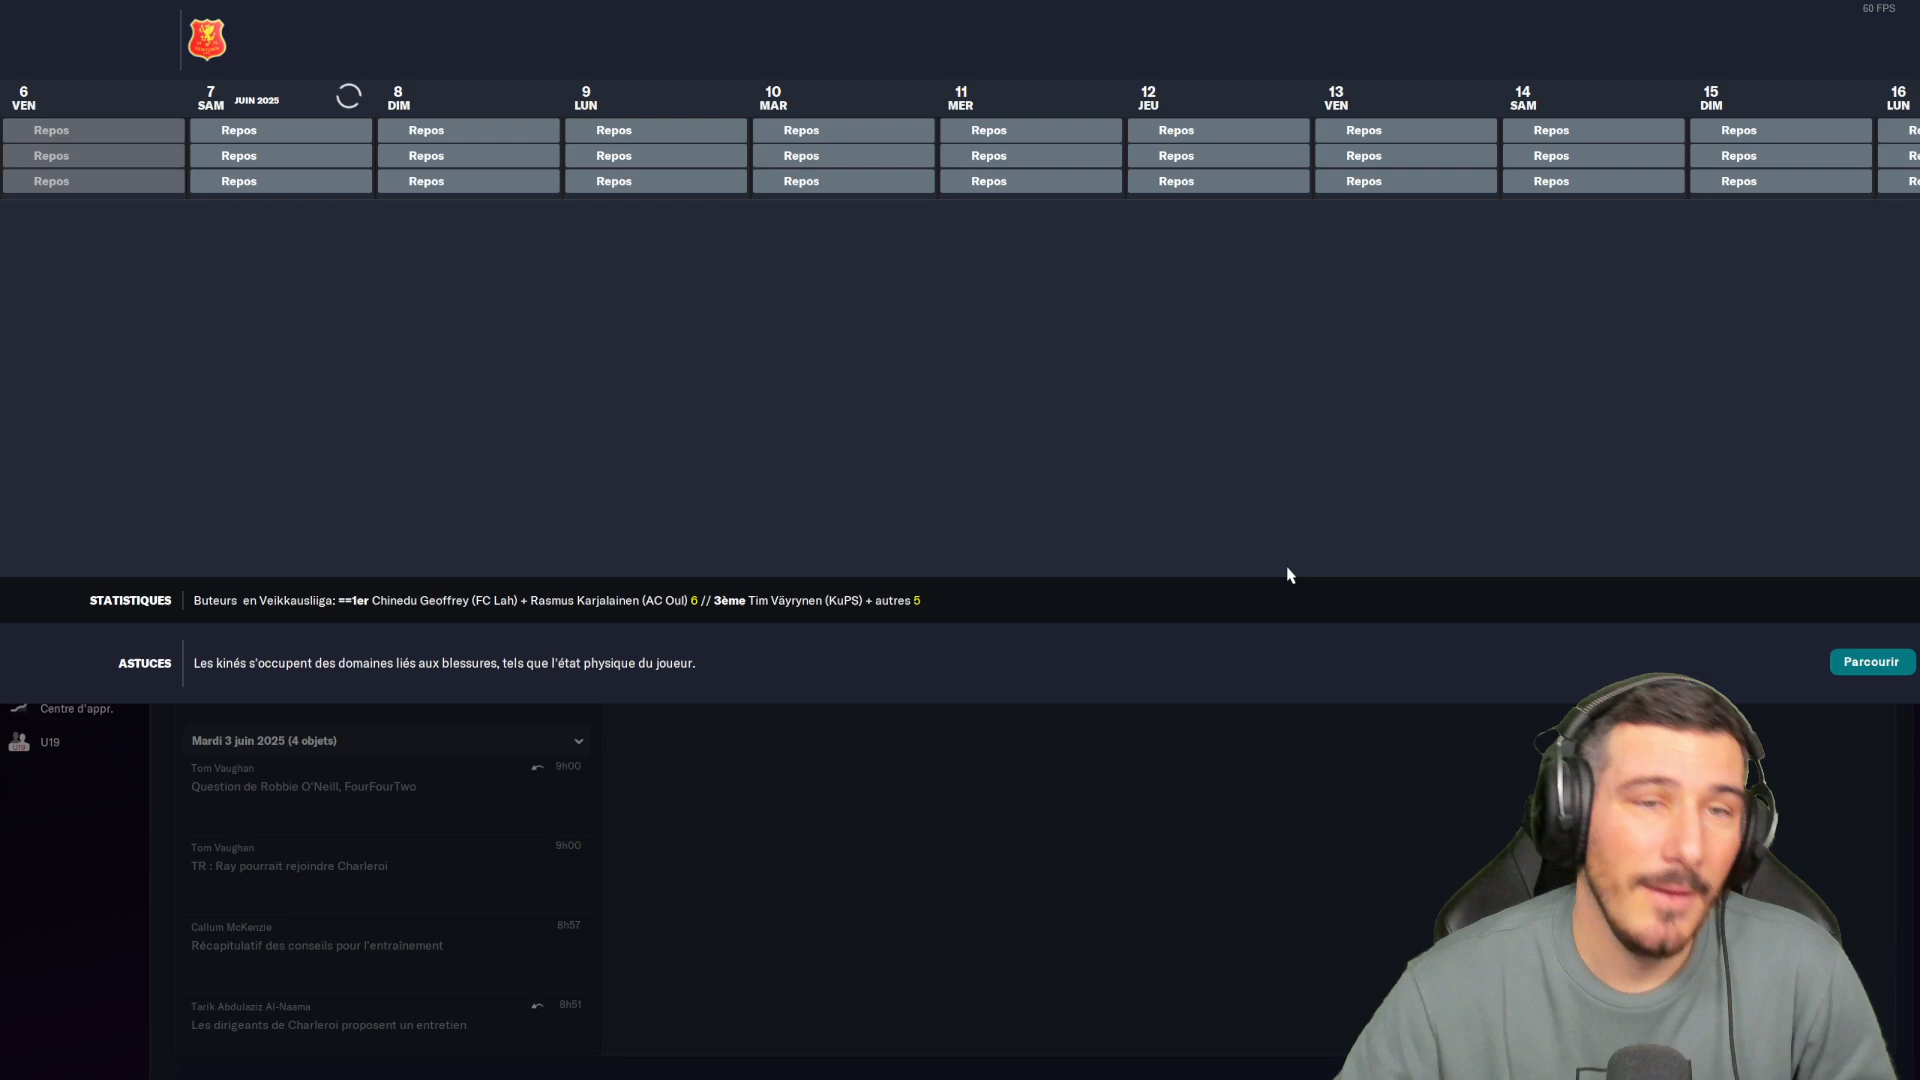 60 FPS
6
VEN
7
SAM JUIN 2025
8
DIM
9
LUN
10
MAR
11
MER
12
JEU
13
VEN
14
SAM
15
DIM
16
LUN
Repos Repos Repos Repos Repos Repos Repos Repos Repos Repos
Repos Repos Repos Repos Repos Repos Repos Repos Repos Repos
Repos Repos Repos Repos Repos Repos Repos Repos Repos Repos
STATISTIQUES Buteurs en Veikkausliiga: ==1er Chinedu Geoffrey (FC Lah) + Rasmus Karjalainen (AC Oul) 6 // 3ème Tim Väyrynen (KuPS) + autres 5
ASTUCES Les kinés s'occupent des domaines liés aux blessures, tels que l'état physique du joueur.
Parcourir
Centre d'appr.
U19
Mardi 3 juin 2025 (4 objets)
Tom Vaughan 9h00
Question de Robbie O'Neill, FourFourTwo
Tom Vaughan 9h00
TR : Ray pourrait rejoindre Charleroi
Callum McKenzie 8h57
Récapitulatif des conseils pour l'entraînement
Tarik Abdulaziz Al-Naama 8h51
Les dirigeants de Charleroi proposent un entretien